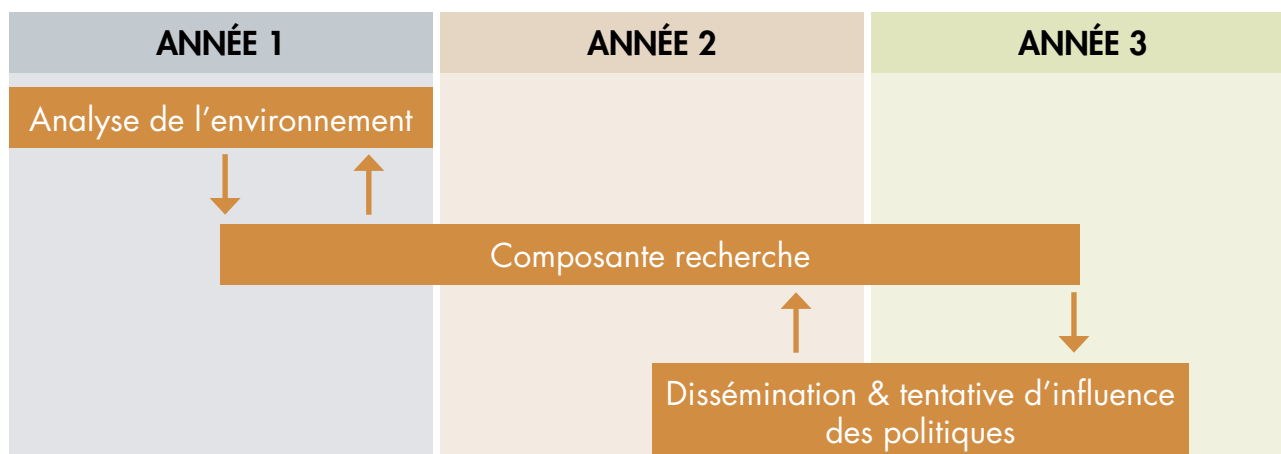 ANNÉE 1
ANNÉE 2
ANNÉE 3
Analyse de l’environnement
Composante recherche
Dissémination & tentative d’influence
des politiques